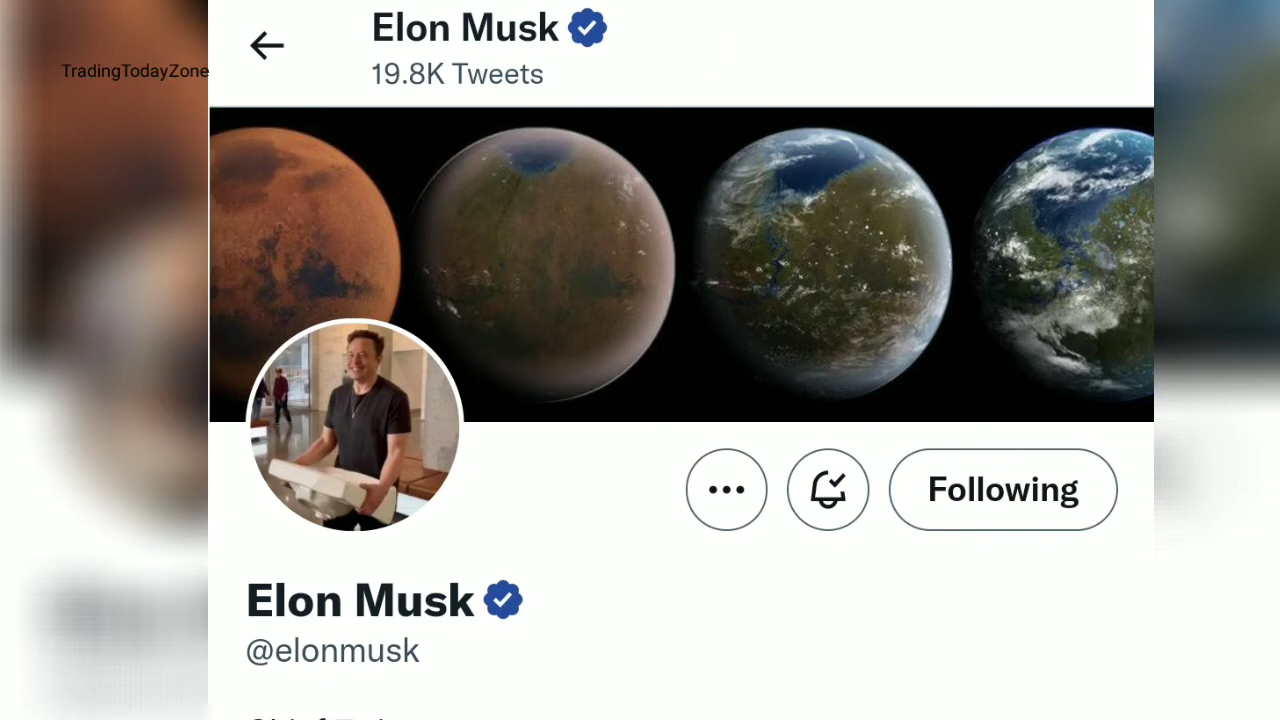 Elon Musk
19.8K Tweets
TradingTodayZone
Following
Elon Musk
@elonmusk